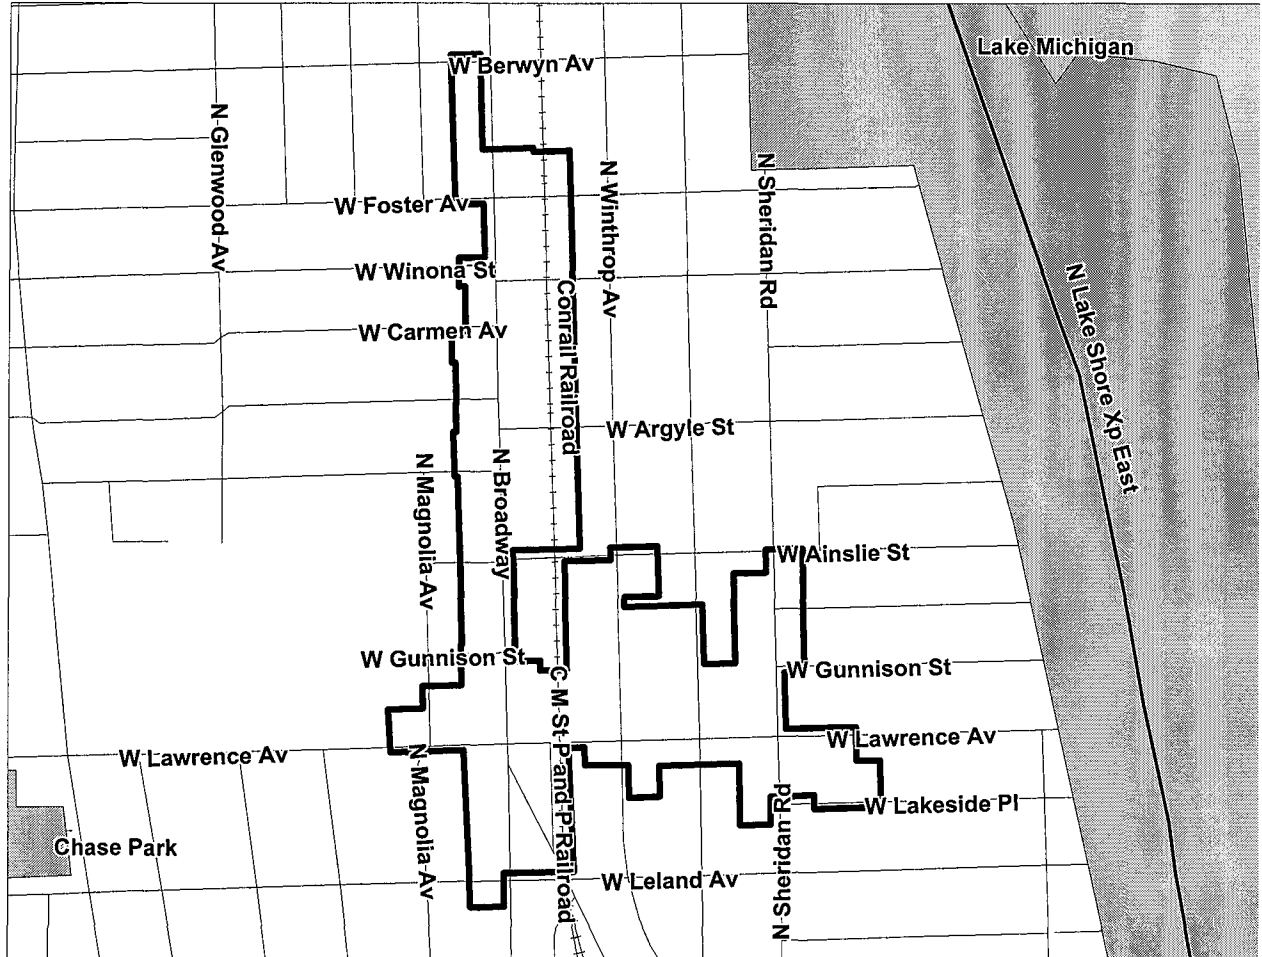 Lake Michigan
W Berwyn Av
N Glenwood Av
N Winthrop Av
N Sheridan Rd
W Foster Av
W Winona St
N Lake Shore Xp East
Conrail Railroad
W Carmen Av
W Argyle St
N Magnolia Av
N Broadway
W Ainslie St
W Gunnison St
W Gunnison St
C M St P and P Railroad
W Lawrence Av
W Lawrence Av
N Magnolia Av
N Sheridan Rd
W Lakeside Pl
Chase Park
W Leland Av